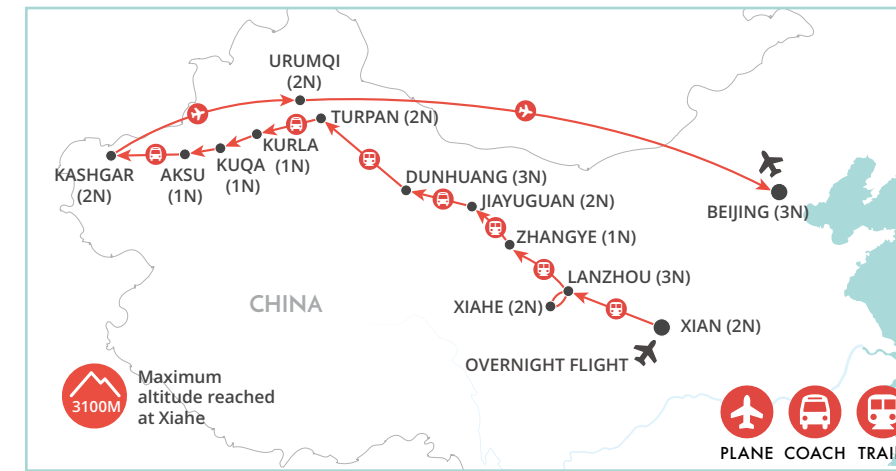 URUMQI
(2N)
TURPAN (2N)
KURLA
(1N)
KUQA
(1N)
AKSU
(1N)
KASHGAR
(2N)
DUNHUANG (3N)
JIAYUGUAN (2N)
ZHANGYE (1N)
LANZHOU (3N)
XIAHE (2N)
XIAN (2N)
OVERNIGHT FLIGHT
BEIJING (3N)
CHINA
3100M
Maximum
altitude reached
at Xiahe
PLANE COACH TRAI